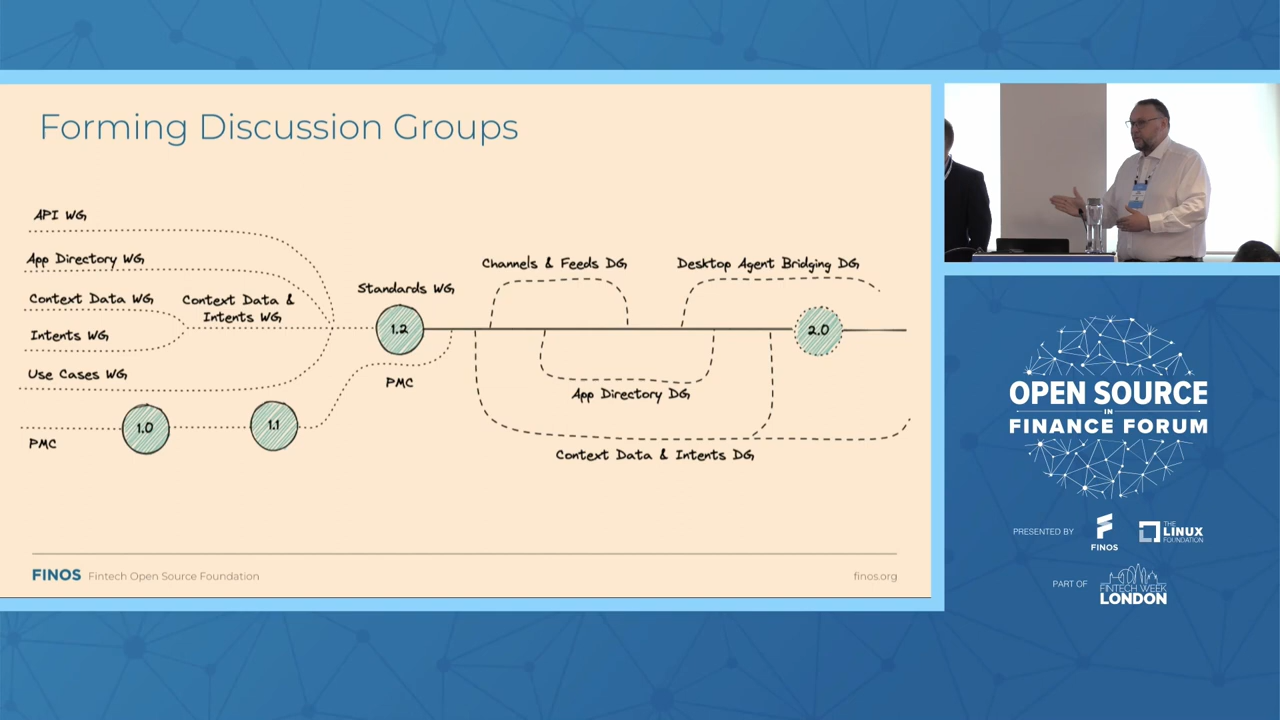 Forming Discussion Groups
API WG
App Directory WG
Context Data WG
Context Data &
Intents WG
Intents WG
Use Cases WG
PMC
1.0
1.1
Standards WG
1.2
PMC
Channels & Feeds DG
Desktop Agent Bridging DG
2.0
App Directory DG
Context Data & Intents DG
FINOS Fintech Open Source Foundation
finos.org
OPEN SOURCE
IN
FINANCE FORUM
PRESENTED BY
FINOS
THE
LINUX
FOUNDATION
PART OF
FINTECH WEEK
LONDON